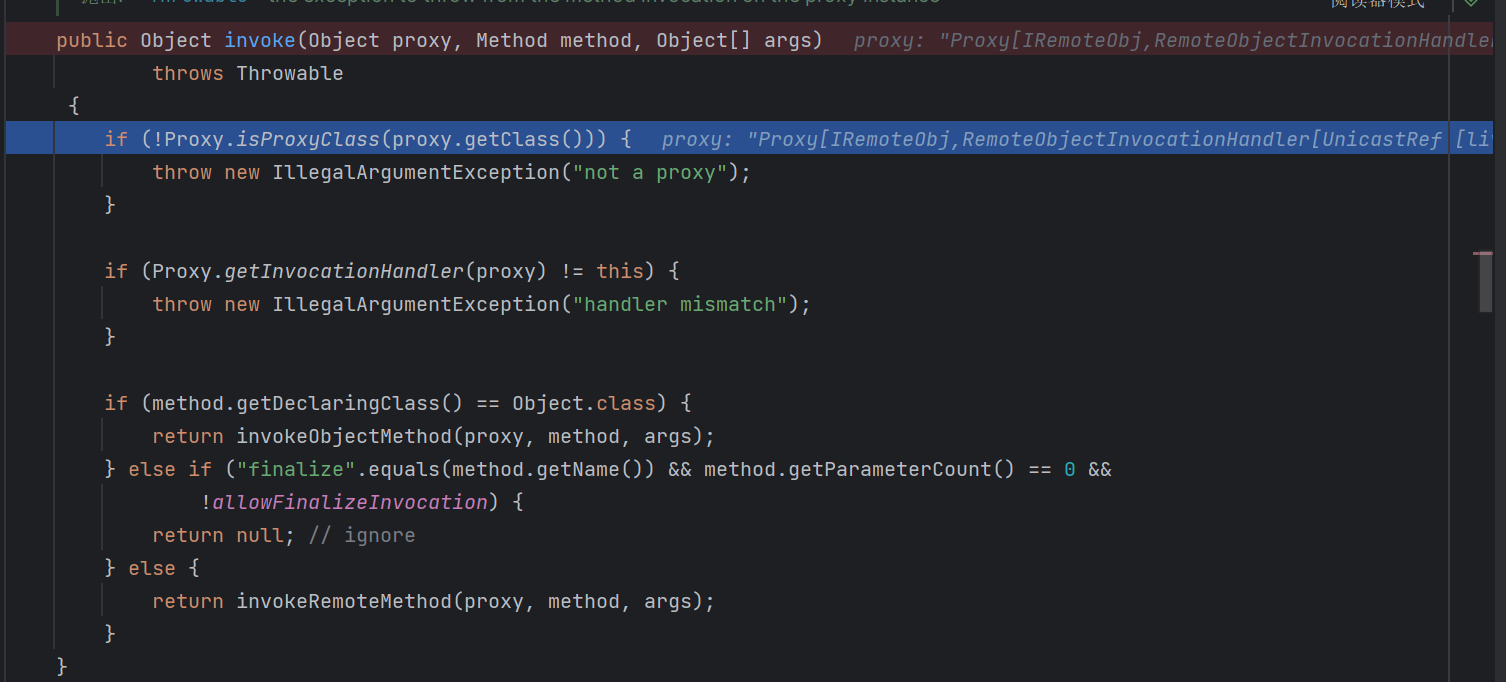 "Throwable" – the exception to throw from the method invocation on the proxy instance 阅读器模式
public Object invoke(Object proxy, Method method, Object[] args) proxy: "Proxy[IRemoteObj,RemoteObjectInvocationHandle
throws Throwable
{
if (!Proxy.isProxyClass(proxy.getClass())) { proxy: "Proxy[IRemoteObj,RemoteObjectInvocationHandler[UnicastRef [li
throw new IllegalArgumentException("not a proxy");
}
if (Proxy.getInvocationHandler(proxy) != this) {
throw new IllegalArgumentException("handler mismatch");
}
if (method.getDeclaringClass() == Object.class) {
return invokeObjectMethod(proxy, method, args);
} else if ("finalize".equals(method.getName()) && method.getParameterCount() == 0 &&
!allowFinalizeInvocation) {
return null; // ignore
} else {
return invokeRemoteMethod(proxy, method, args);
}
}